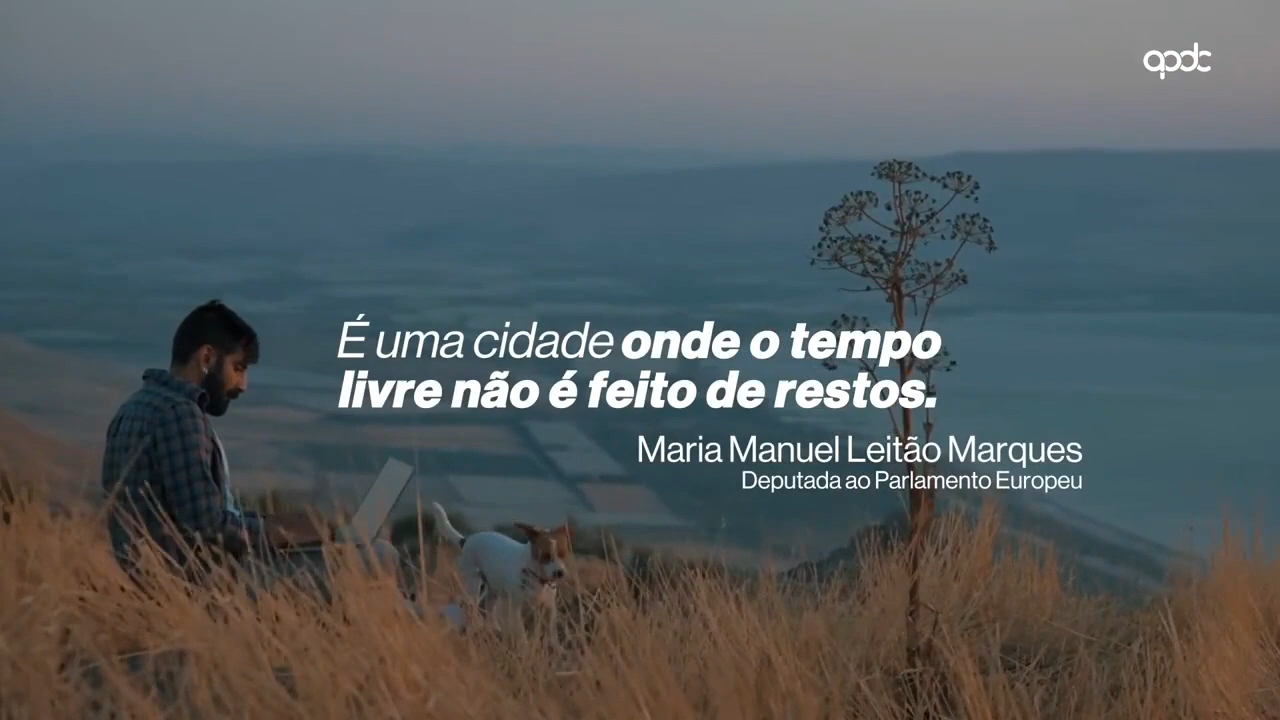 apdc
É uma cidade onde o tempo
livre não é feito de restos.
Maria Manuel Leitão Marques
Deputada ao Parlamento Europeu